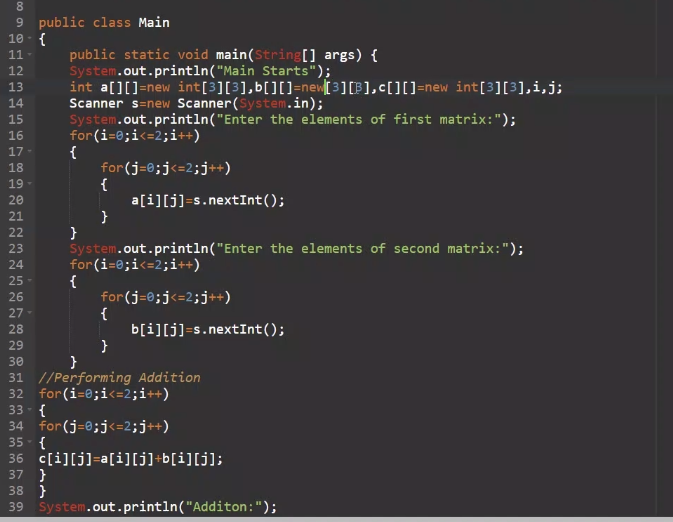 8
9 public class Main
10 {
11 public static void main(String[] args) {
12 System.out.println("Main Starts");
13 int a[][]=new int[3][3],b[][]=new[3][3],c[][]=new int[3][3],i,j;
14 Scanner s=new Scanner(System.in);
15 System.out.println("Enter the elements of first matrix:");
16 for(i=0;i<=2;i++)
17 {
18 for(j=0;j<=2;j++)
19 {
20 a[i][j]=s.nextInt();
21 }
22 }
23 System.out.println("Enter the elements of second matrix:");
24 for(i=0;i<=2;i++)
25 {
26 for(j=0;j<=2;j++)
27 {
28 b[i][j]=s.nextInt();
29 }
30 }
31 //Performing Addition
32 for(i=0;i<=2;i++)
33 {
34 for(j=0;j<=2;j++)
35 {
36 c[i][j]=a[i][j]+b[i][j];
37 }
38 }
39 System.out.println("Additon:");